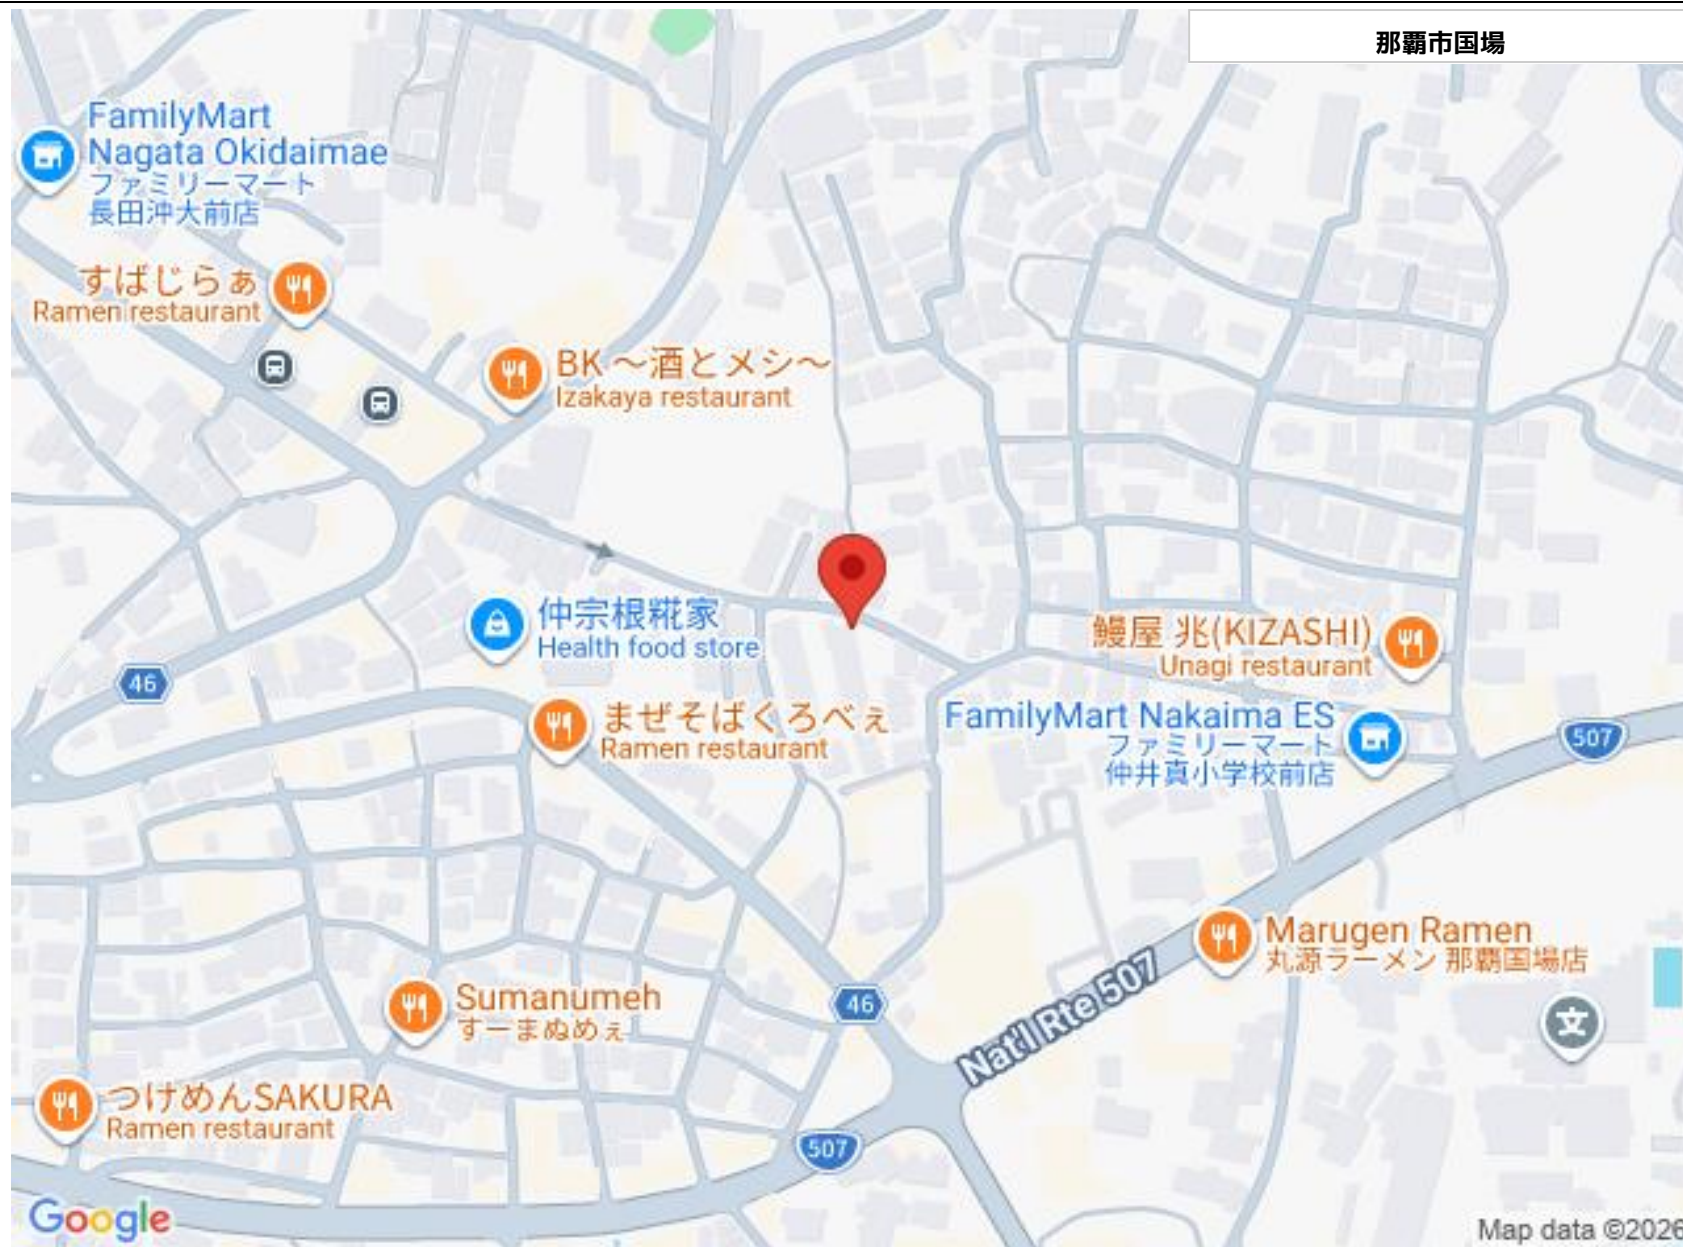 那覇市国場
FamilyMart
Nagata Okidaimae
ファミリーマート
長田沖大前店
すばじらぁ
Ramen restaurant
BK ～酒とメシ～
Izakaya restaurant
仲宗根糀家
Health food store
鰻屋 兆(KIZASHI)
Unagi restaurant
46
まぜそばくろべぇ
Ramen restaurant
FamilyMart Nakaima ES
ファミリーマート
仲井真小学校前店
507
Marugen Ramen
丸源ラーメン 那覇国場店
Sumanumeh
すーまぬめぇ
46
Nat'l Rte 507
文
つけめんSAKURA
Ramen restaurant
507
Google
Map data ©2026